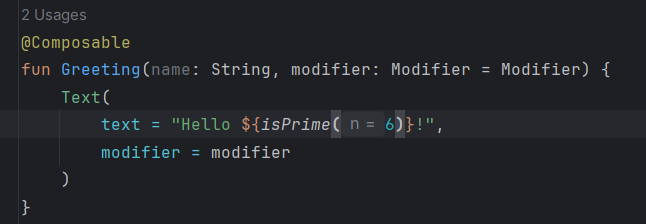 2 Usages
@Composable
fun Greeting(name: String, modifier: Modifier = Modifier) {
    Text(
        text = "Hello ${isPrime( n = 6)}!",
        modifier = modifier
    )
}